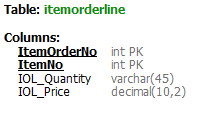 Table: itemorderline
Columns:
ItemOrderNo int PK
ItemNo int PK
IOL_Quantity varchar(45)
IOL_Price decimal(10,2)